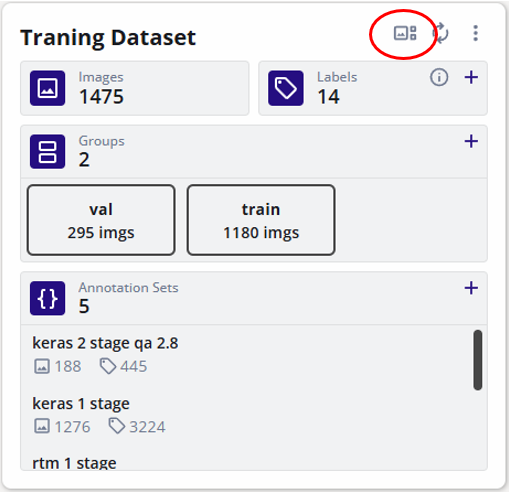 Traning Dataset
Images
1475
Labels
14
Groups
2
val
295 imgs
train
1180 imgs
Annotation Sets
5
keras 2 stage qa 2.8
188 445
keras 1 stage
1276 3224
rtm 1 stage